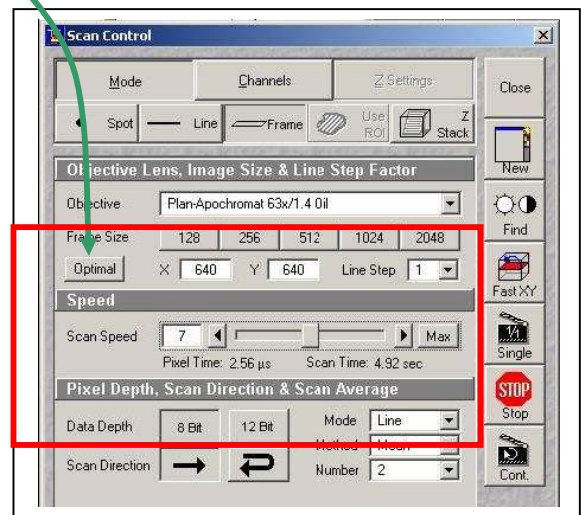 Scan Control
Mode Channels Z Settings Close
Spot Line Frame Use ROI Z Stack
New
Objective Lens, Image Size & Line Step Factor
Objective Plan-Apochromat 63x/1.4 Oil
Find
Frame Size 128 256 512 1024 2048
Optimal X 640 Y 640 Line Step 1
Fast XY
Speed
Scan Speed 7 Max
1/1
Single
Pixel Time: 2.56 µs Scan Time: 4.92 sec
Pixel Depth, Scan Direction & Scan Average
STOP
Stop
Data Depth 8 Bit 12 Bit Mode Line
Method Mean
Scan Direction Number 2
Cont.